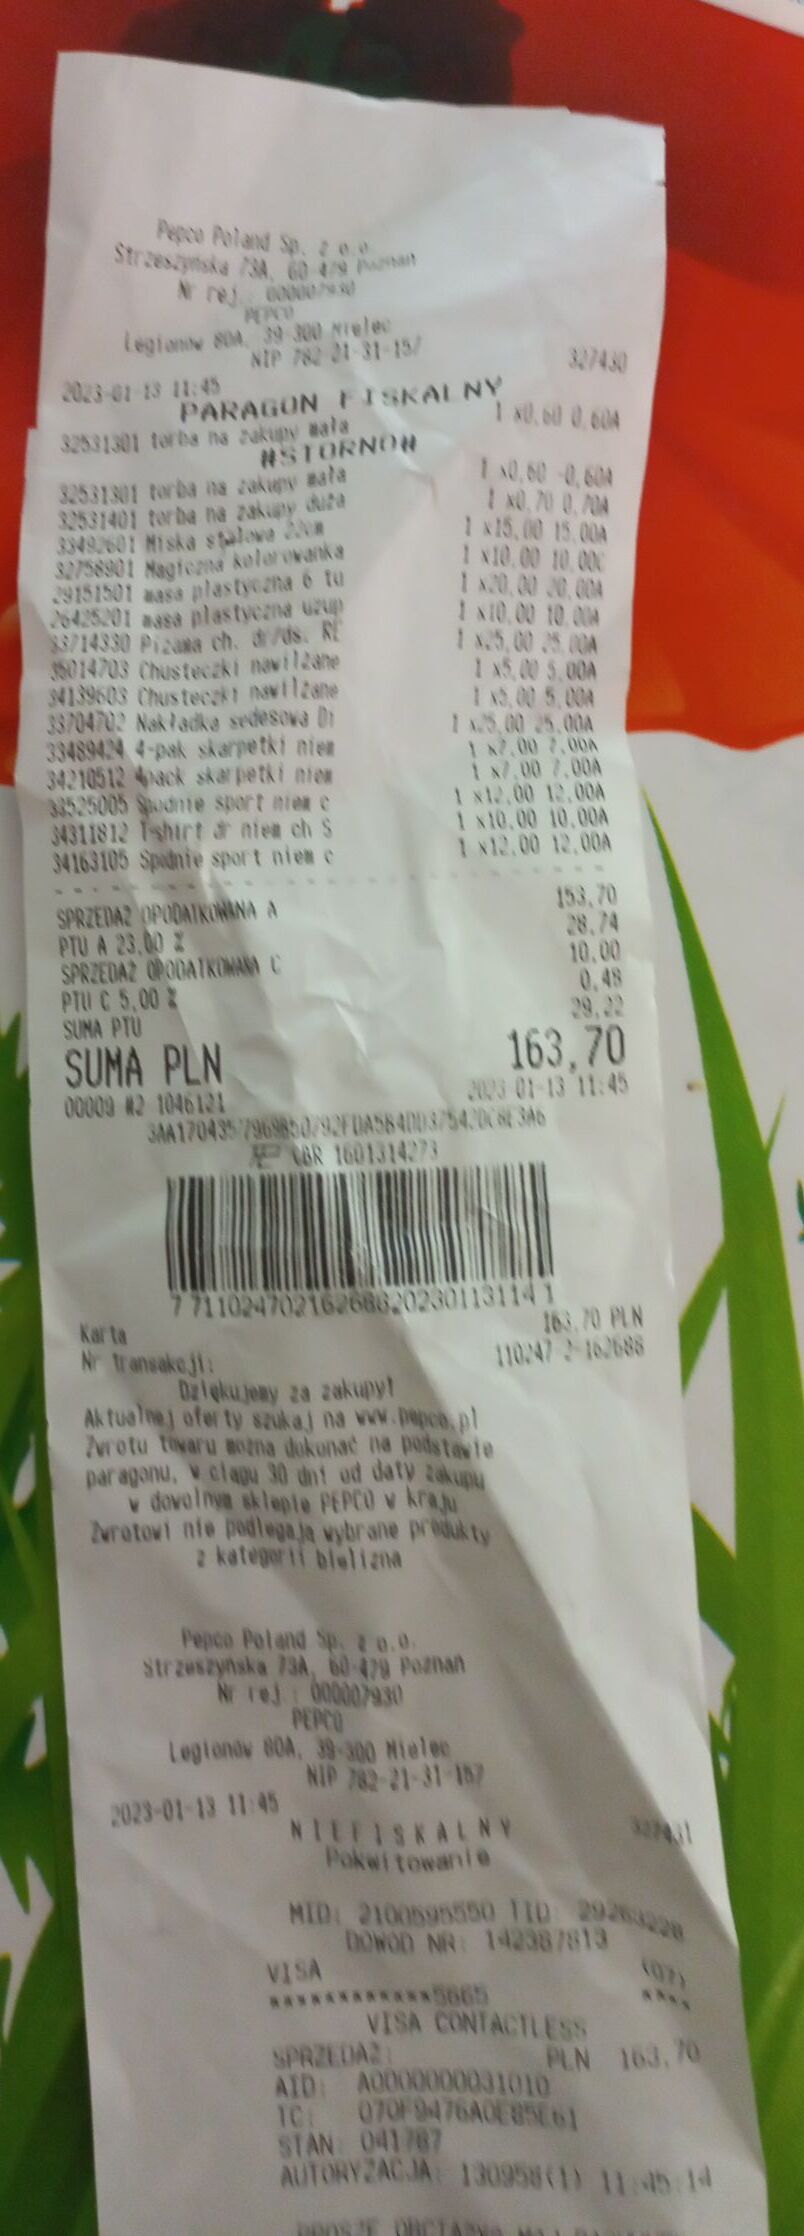 Pepco Poland Sp. z o.o.
Strzeszyńska 73A, 60-479 Poznań
Nr rej.: 000007930
PEPCO
Legionów 80A, 39-300 Mielec
NIP 782-21-31-157
2023-01-13 11:45 327430
PARAGON FISKALNY
32531301 torba na zakupy mała 1 x0,60 0,60A
#STORNO#
32531301 torba na zakupy mała 1 x0,60 -0,60A
32531401 torba na zakupy duża 1 x0,70 0,70A
33492601 Miska stalowa 22cm 1 x15,00 15,00A
32756901 Magiczna kolorowanka 1 x10,00 10,00C
29151501 masa plastyczna 6 tu 1 x20,00 20,00A
26425201 masa plastyczna uzup 1 x10,00 10,00A
33714330 Piżama ch. dr/ds. RE 1 x25,00 25,00A
35014703 Chusteczki nawilżane 1 x5,00 5,00A
34139603 Chusteczki nawilżane 1 x5,00 5,00A
33704702 Nakładka sedesowa Di 1 x25,00 25,00A
33489424 4-pak skarpetki niem 1 x7,00 7,00A
34210512 4pack skarpetki niem 1 x7,00 7,00A
33525005 Spodnie sport niem c 1 x12,00 12,00A
34311812 T-shirt dr niem ch S 1 x10,00 10,00A
34163105 Spodnie sport niem c 1 x12,00 12,00A
SPRZEDAŻ OPODATKOWANA A 153,70
PTU A 23,00 % 28,74
SPRZEDAŻ OPODATKOWANA C 10,00
PTU C 5,00 % 0,48
SUMA PTU 29,22
SUMA PLN 163,70
00009 #2 1046121 2023-01-13 11:45
CBR 1601314273
7 7110247021626882023011311 4 1
Karta 163,70 PLN
Nr transakcji: 110247-2-162688
Dziękujemy za zakupy!
Aktualnej oferty szukaj na www.pepco.pl
Zwrotu towaru można dokonać na podstawie
paragonu, w ciągu 30 dni od daty zakupu
w dowolnym sklepie PEPCO w kraju
Zwrotowi nie podlegają wybrane produkty
z kategorii bielizna
Pepco Poland Sp. z o.o.
Strzeszyńska 73A, 60-479 Poznań
Nr rej.: 000007930
PEPCO
Legionów 80A, 39-300 Mielec
NIP 782-21-31-157
2023-01-13 11:45 327431
NIEFISKALNY
Pokwitowanie
MID: 2100595550 TID: 29263228
DOWOD NR: 142387813
VISA (07)
************5665 ****
VISA CONTACTLESS
SPRZEDAŻ: PLN 163,70
AID: A0000000031010
TC: 070F9476A0E85E61
STAN: 041787
AUTORYZACJA: 130958(1) 11:45:14